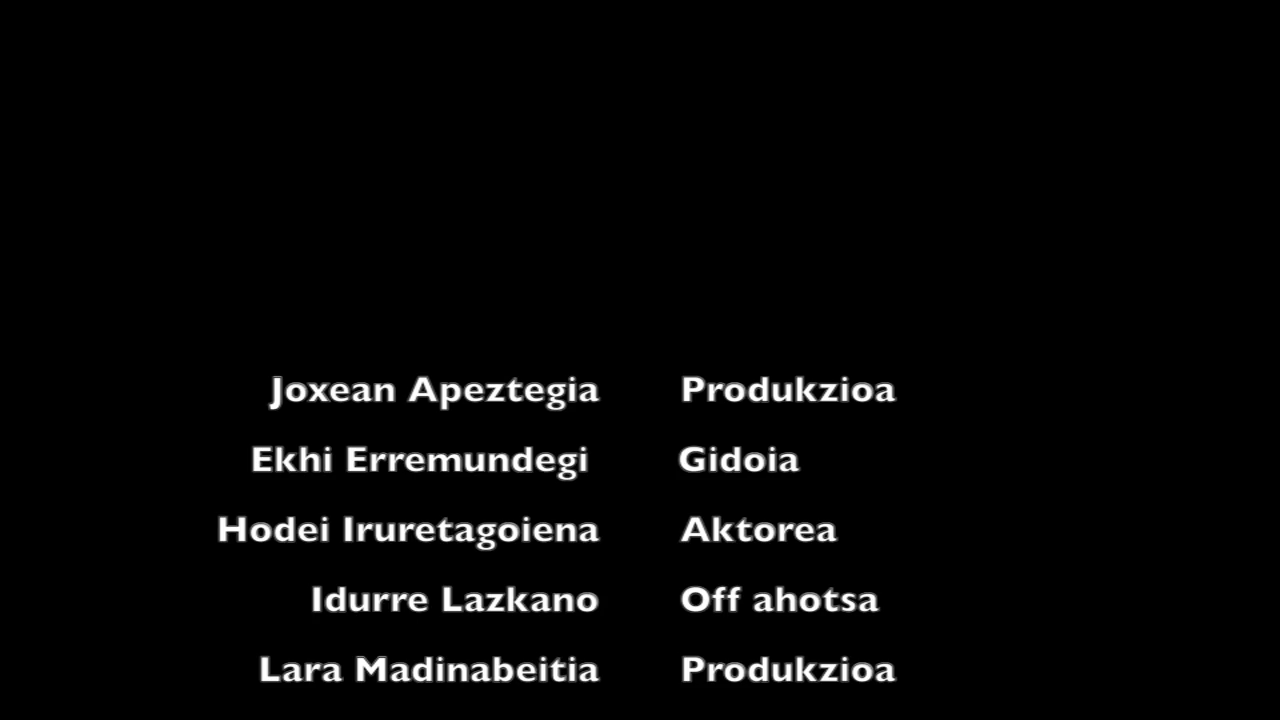 Joxean Apeztegia Produkzioa
Ekhi Erremundegi Gidoia
Hodei Iruretagoiena Aktorea
Idurre Lazkano Off ahotsa
Lara Madinabeitia Produkzioa